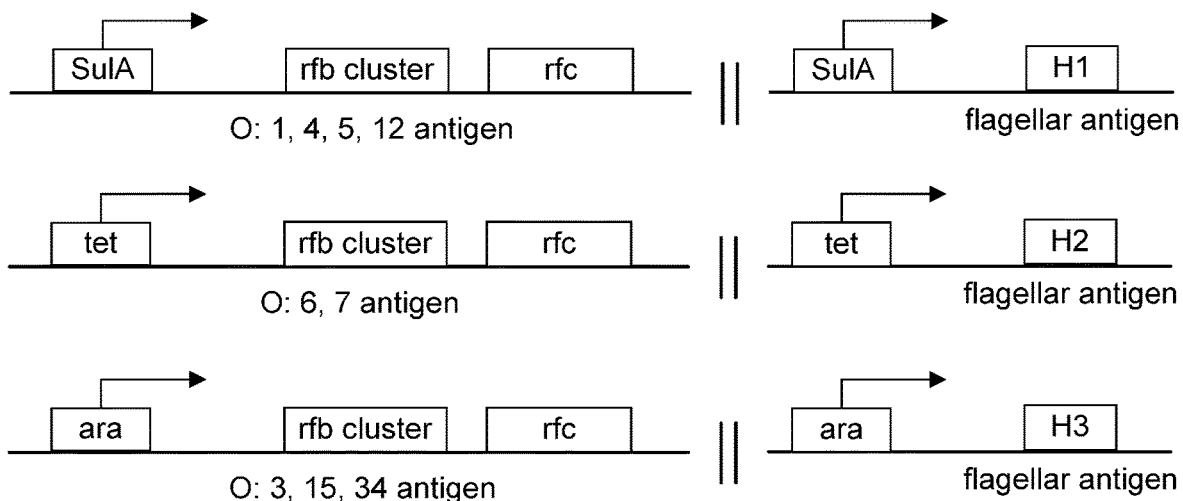 SulA rfb cluster rfc SulA H1
O: 1, 4, 5, 12 antigen flagellar antigen
tet rfb cluster rfc tet H2
O: 6, 7 antigen flagellar antigen
ara rfb cluster rfc ara H3
O: 3, 15, 34 antigen flagellar antigen